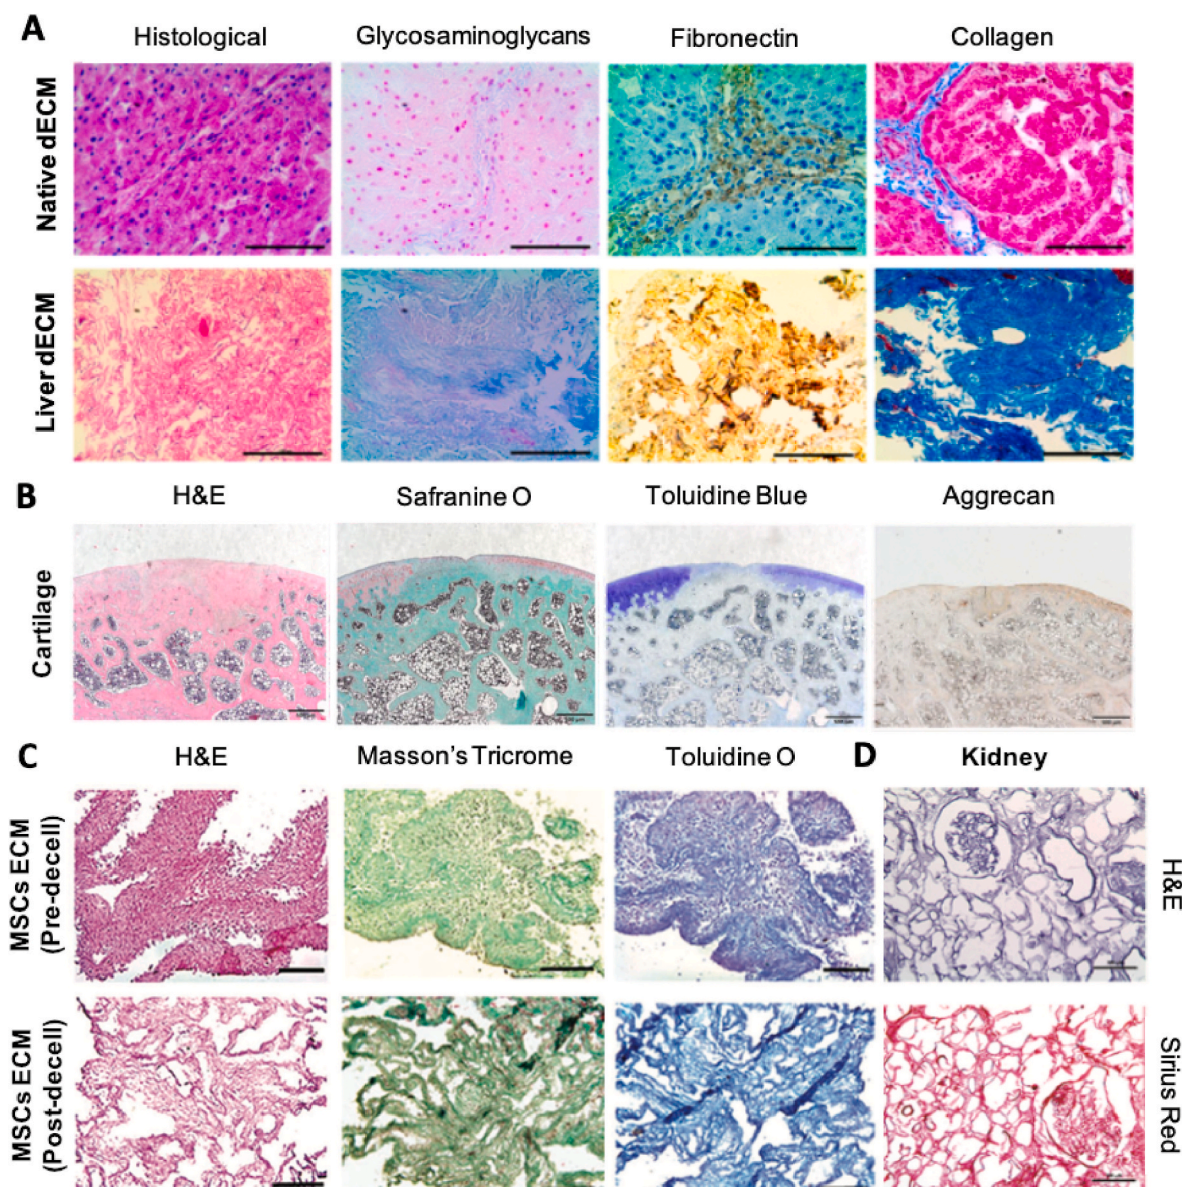 A
Histological
Glycosaminoglycans
Fibronectin
Collagen
Native dECM
Liver dECM
B
H&E
Safranine O
Toluidine Blue
Aggrecan
Cartilage
C
H&E
Masson's Tricrome
Toluidine O
D
Kidney
MSCs ECM
(Pre-decell)
H&E
MSCs ECM
(Post-decell)
Sirius Red